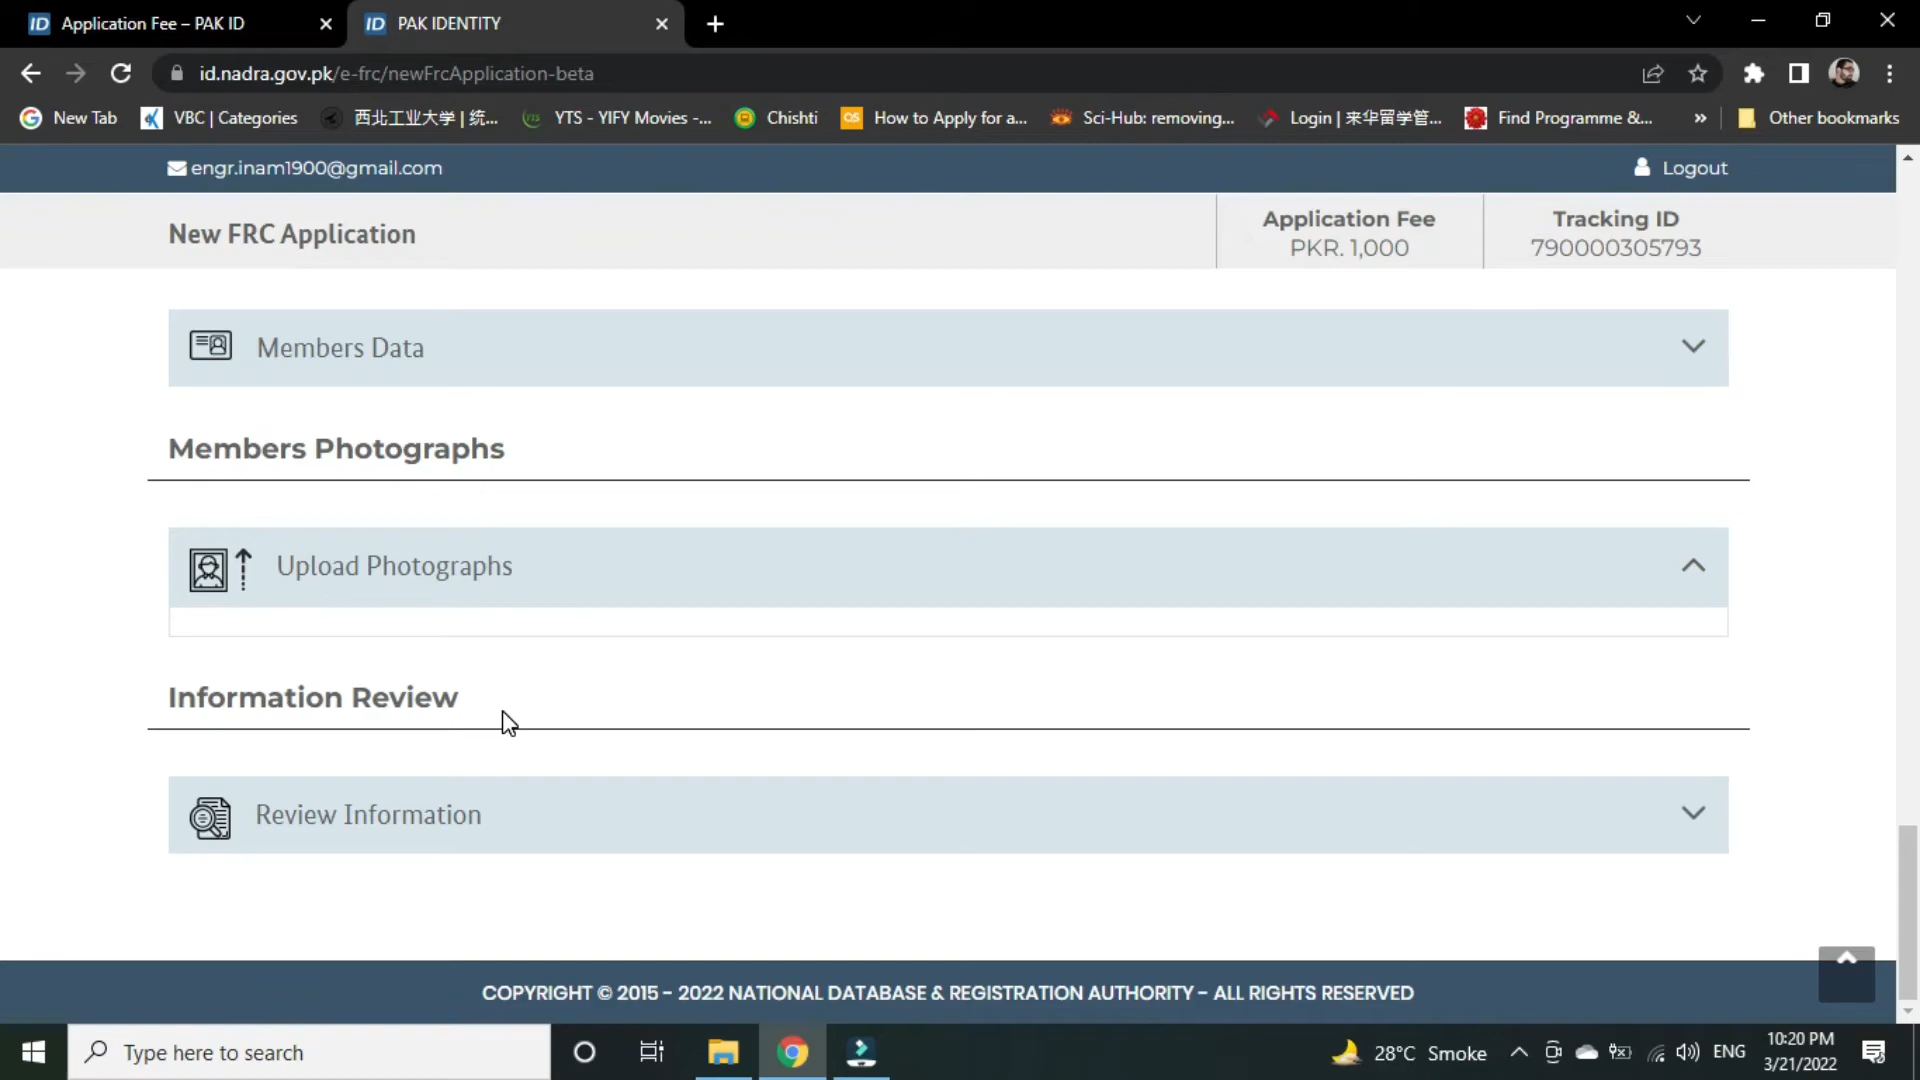 Application Fee – PAK ID
PAK IDENTITY
id.nadra.gov.pk/e-frc/newFrcApplication-beta
New Tab
VBC | Categories
西北工业大学 | 统...
YTS - YIFY Movies -...
Chishti
How to Apply for a...
Sci-Hub: removing...
Login | 来华留学管...
Find Programme &...
»
Other bookmarks
engr.inam1900@gmail.com
Logout
New FRC Application
Application Fee
PKR. 1,000
Tracking ID
790000305793
Members Data
Members Photographs
Upload Photographs
Information Review
Review Information
COPYRIGHT © 2015 - 2022 NATIONAL DATABASE & REGISTRATION AUTHORITY - ALL RIGHTS RESERVED
Type here to search
28°C Smoke
ENG
10:20 PM
3/21/2022